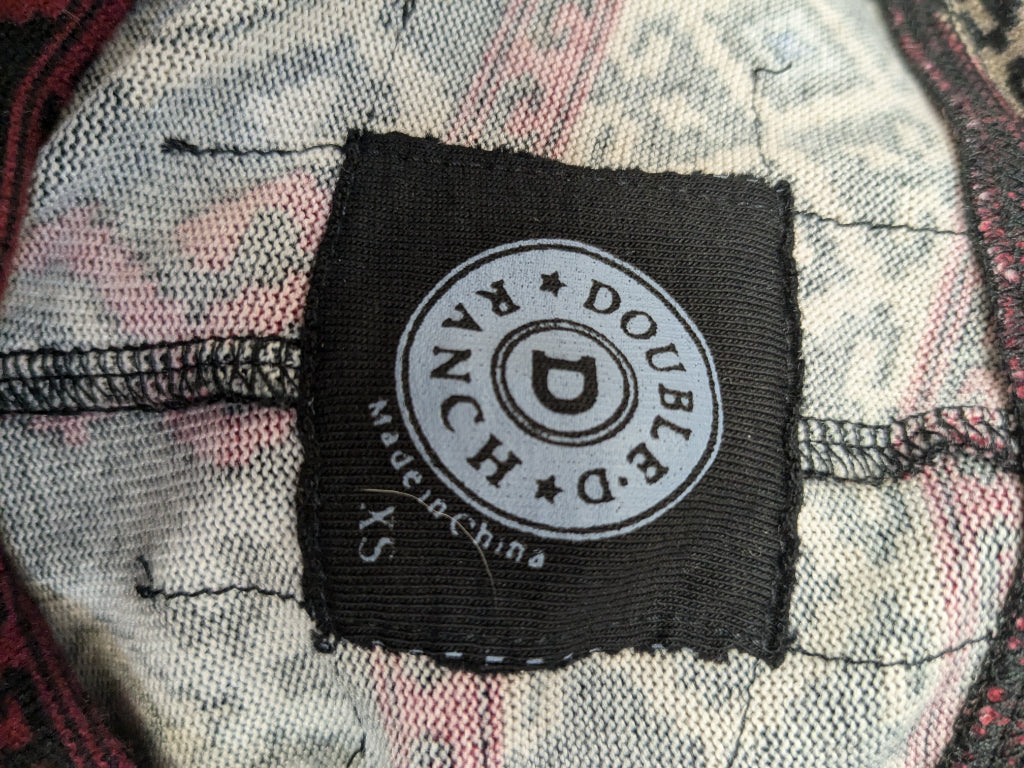 DOUBLE·D
★ RANCH ★
D
Made in China
XS